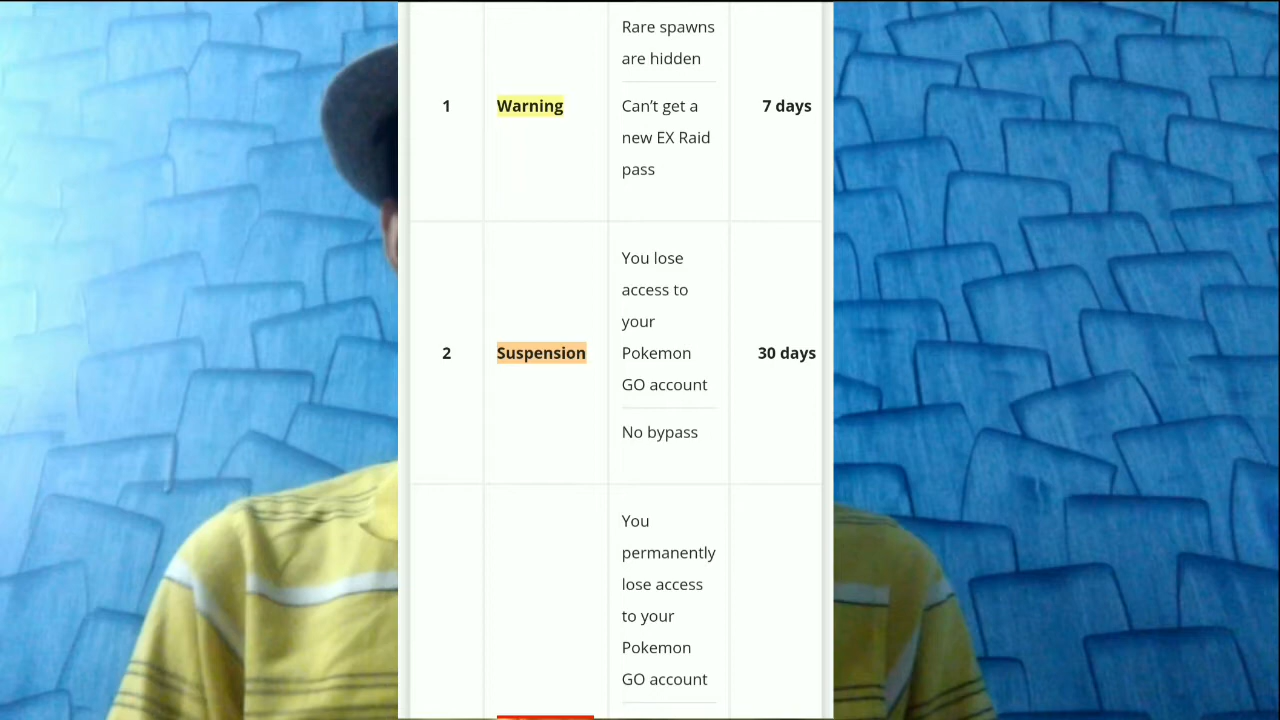 Rare spawns
are hidden
1
Warning
Can’t get a
new EX Raid
pass
7 days
2
Suspension
You lose
access to
your
Pokemon
GO account
No bypass
30 days
You
permanently
lose access
to your
Pokemon
GO account